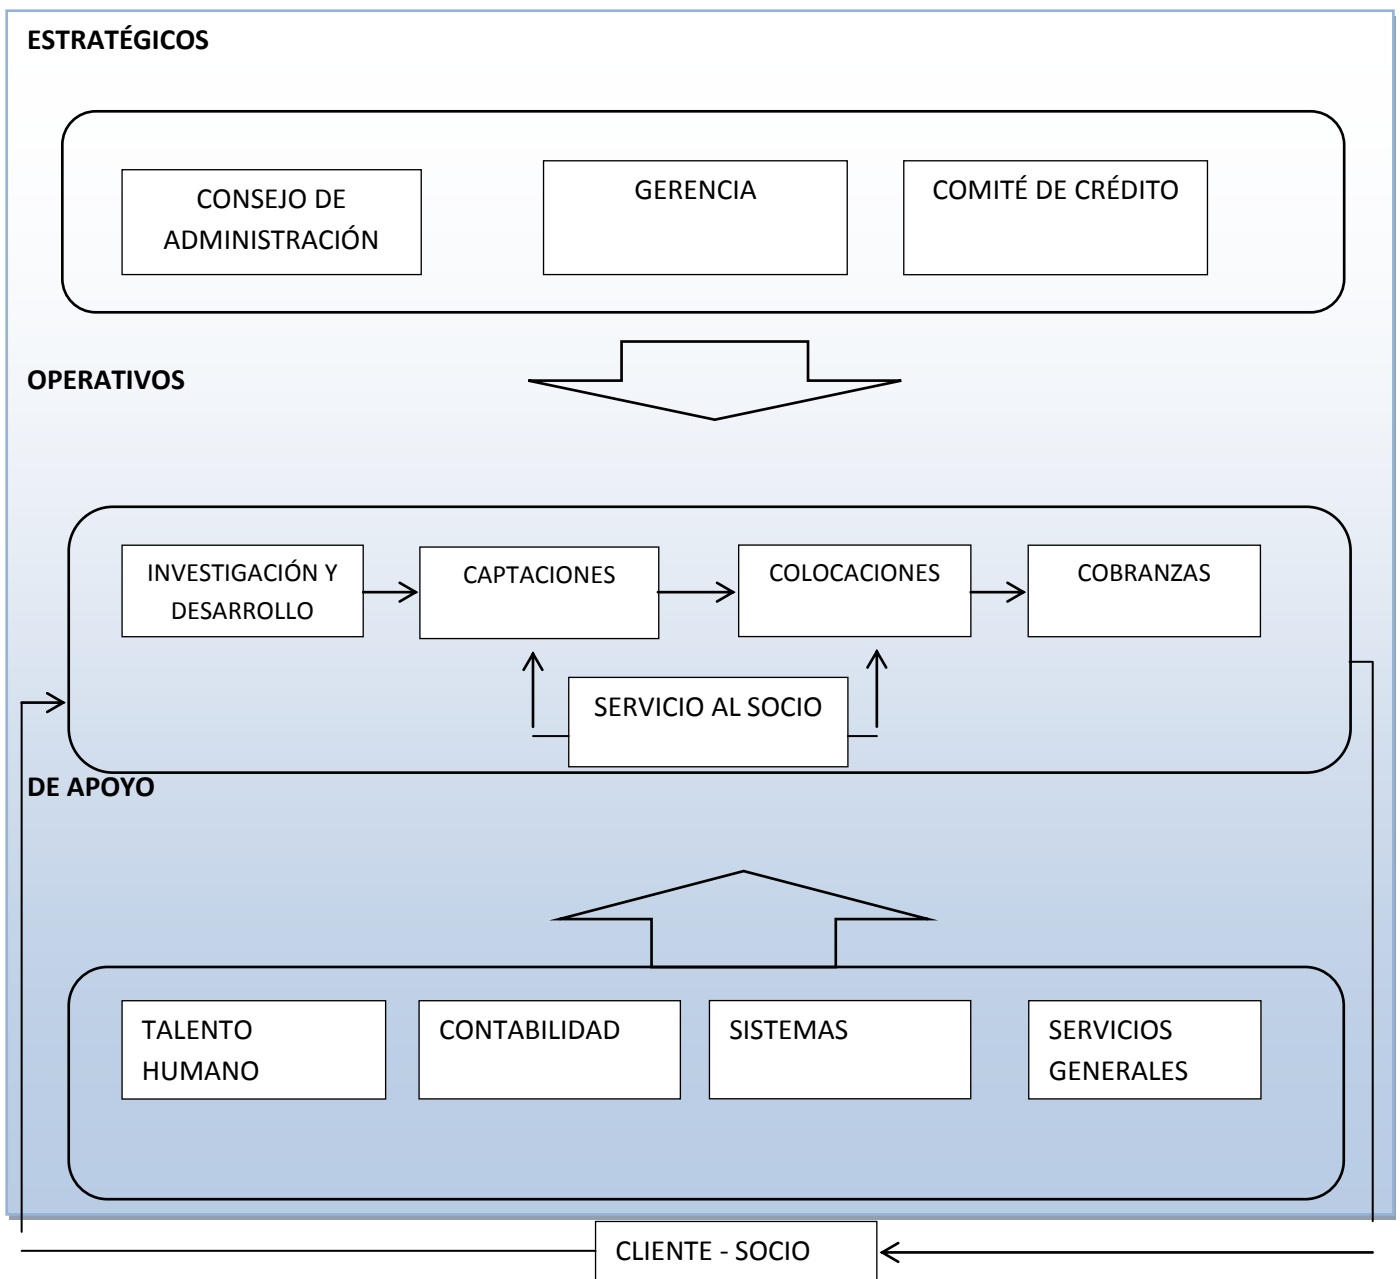 ESTRATÉGICOS
CONSEJO DE
ADMINISTRACIÓN
GERENCIA
COMITÉ DE CRÉDITO
OPERATIVOS
INVESTIGACIÓN Y
DESARROLLO
CAPTACIONES
COLOCACIONES
COBRANZAS
SERVICIO AL SOCIO
DE APOYO
TALENTO
HUMANO
CONTABILIDAD
SISTEMAS
SERVICIOS
GENERALES
CLIENTE - SOCIO